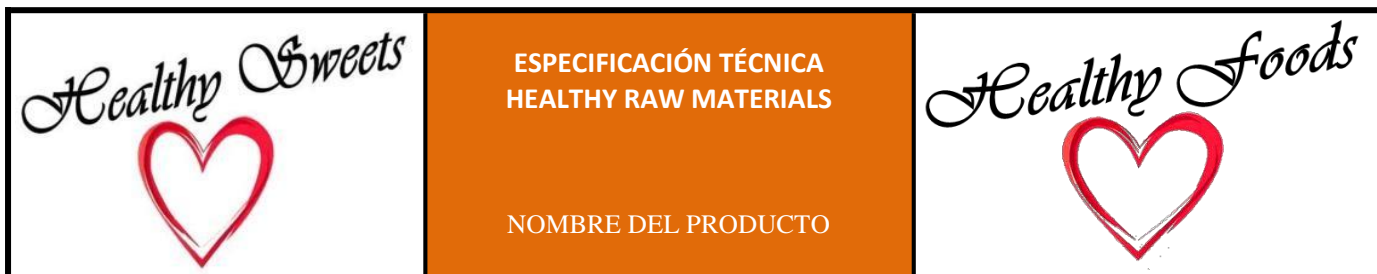 Healthy Sweets
ESPECIFICACIÓN TÉCNICA
HEALTHY RAW MATERIALS
NOMBRE DEL PRODUCTO
Healthy Foods